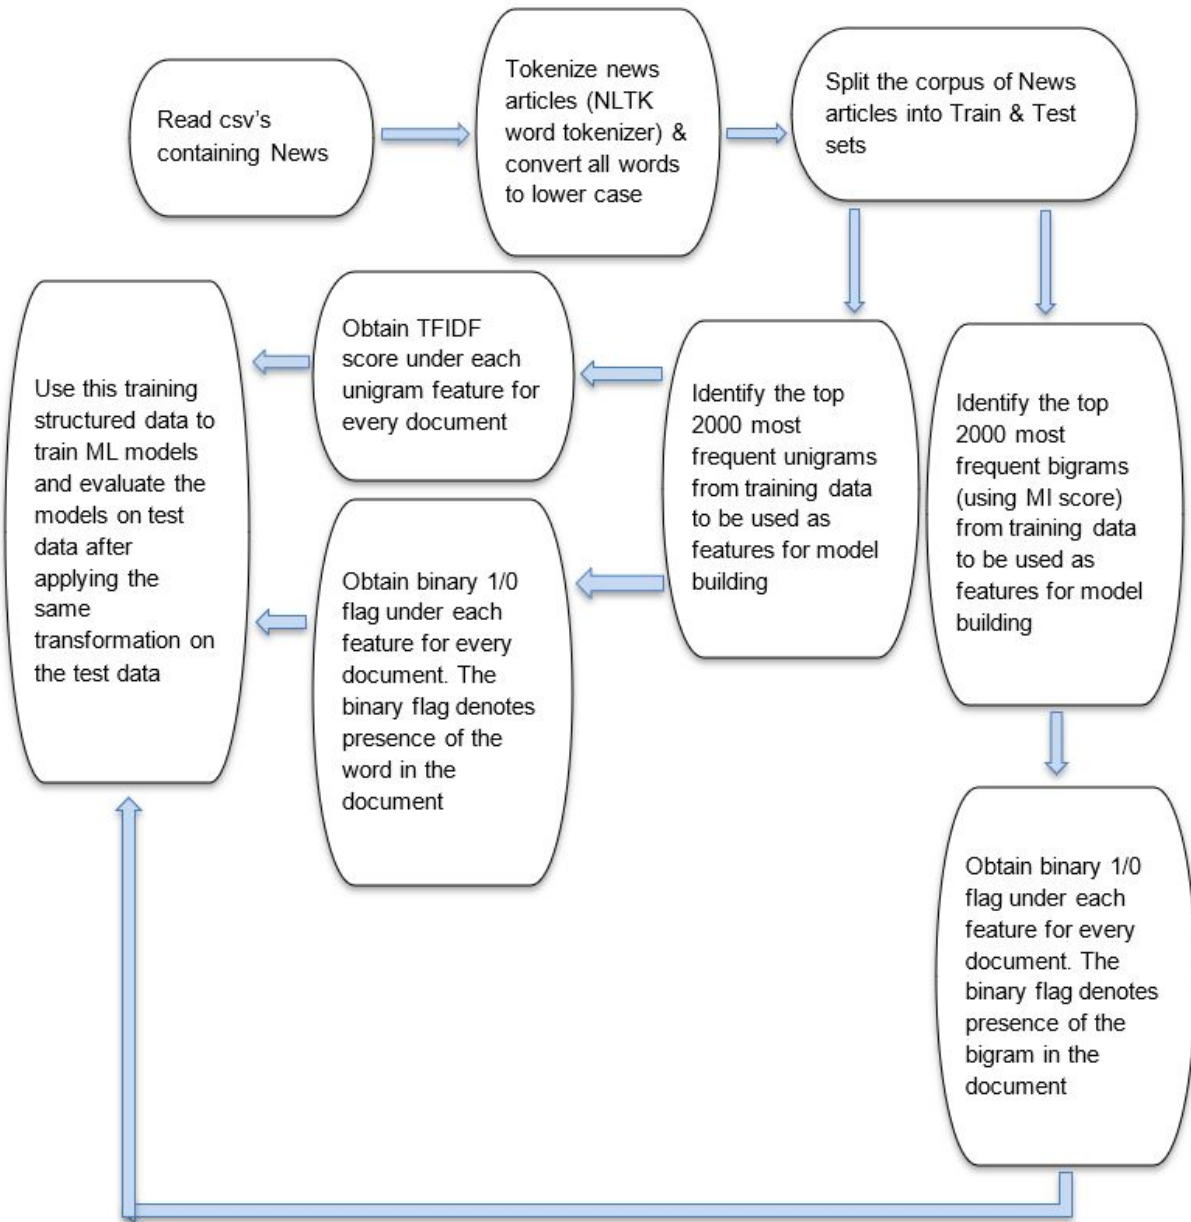 Read csv's
containing News
Tokenize news
articles (NLTK
word tokenizer) &
convert all words
to lower case
Split the corpus of News
articles into Train & Test
sets
Use this training
structured data to
train ML models
and evaluate the
models on test
data after
applying the
same
transformation on
the test data
Obtain TFIDF
score under each
unigram feature for
every document
Obtain binary 1/0
flag under each
feature for every
document. The
binary flag denotes
presence of the
word in the
document
Identify the top
2000 most
frequent unigrams
from training data
to be used as
features for model
building
Identify the top
2000 most
frequent bigrams
(using MI score)
from training data
to be used as
features for model
building
Obtain binary 1/0
flag under each
feature for every
document. The
binary flag denotes
presence of the
bigram in the
document